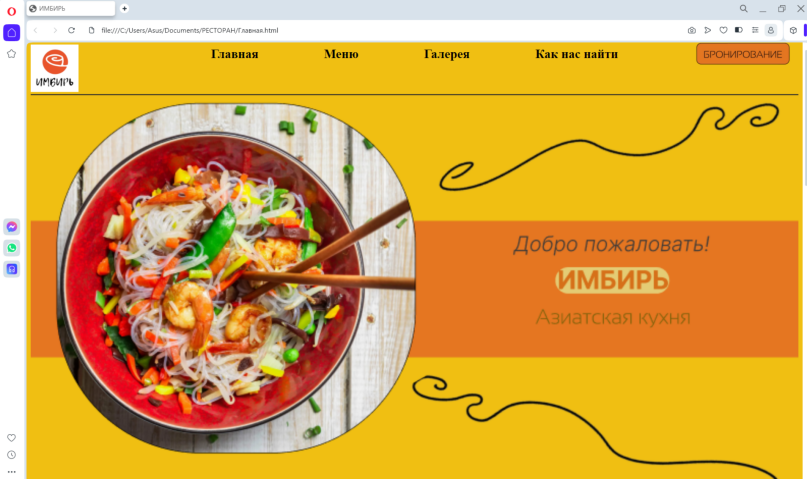 ИМБИРЬ
file:///C:/Users/Asus/Documents/РЕСТОРАН/Главная.html
ИМБИРЬ
Главная
Меню
Галерея
Как нас найти
БРОНИРОВАНИЕ
Добро пожаловать!
ИМБИРЬ
Азиатская кухня